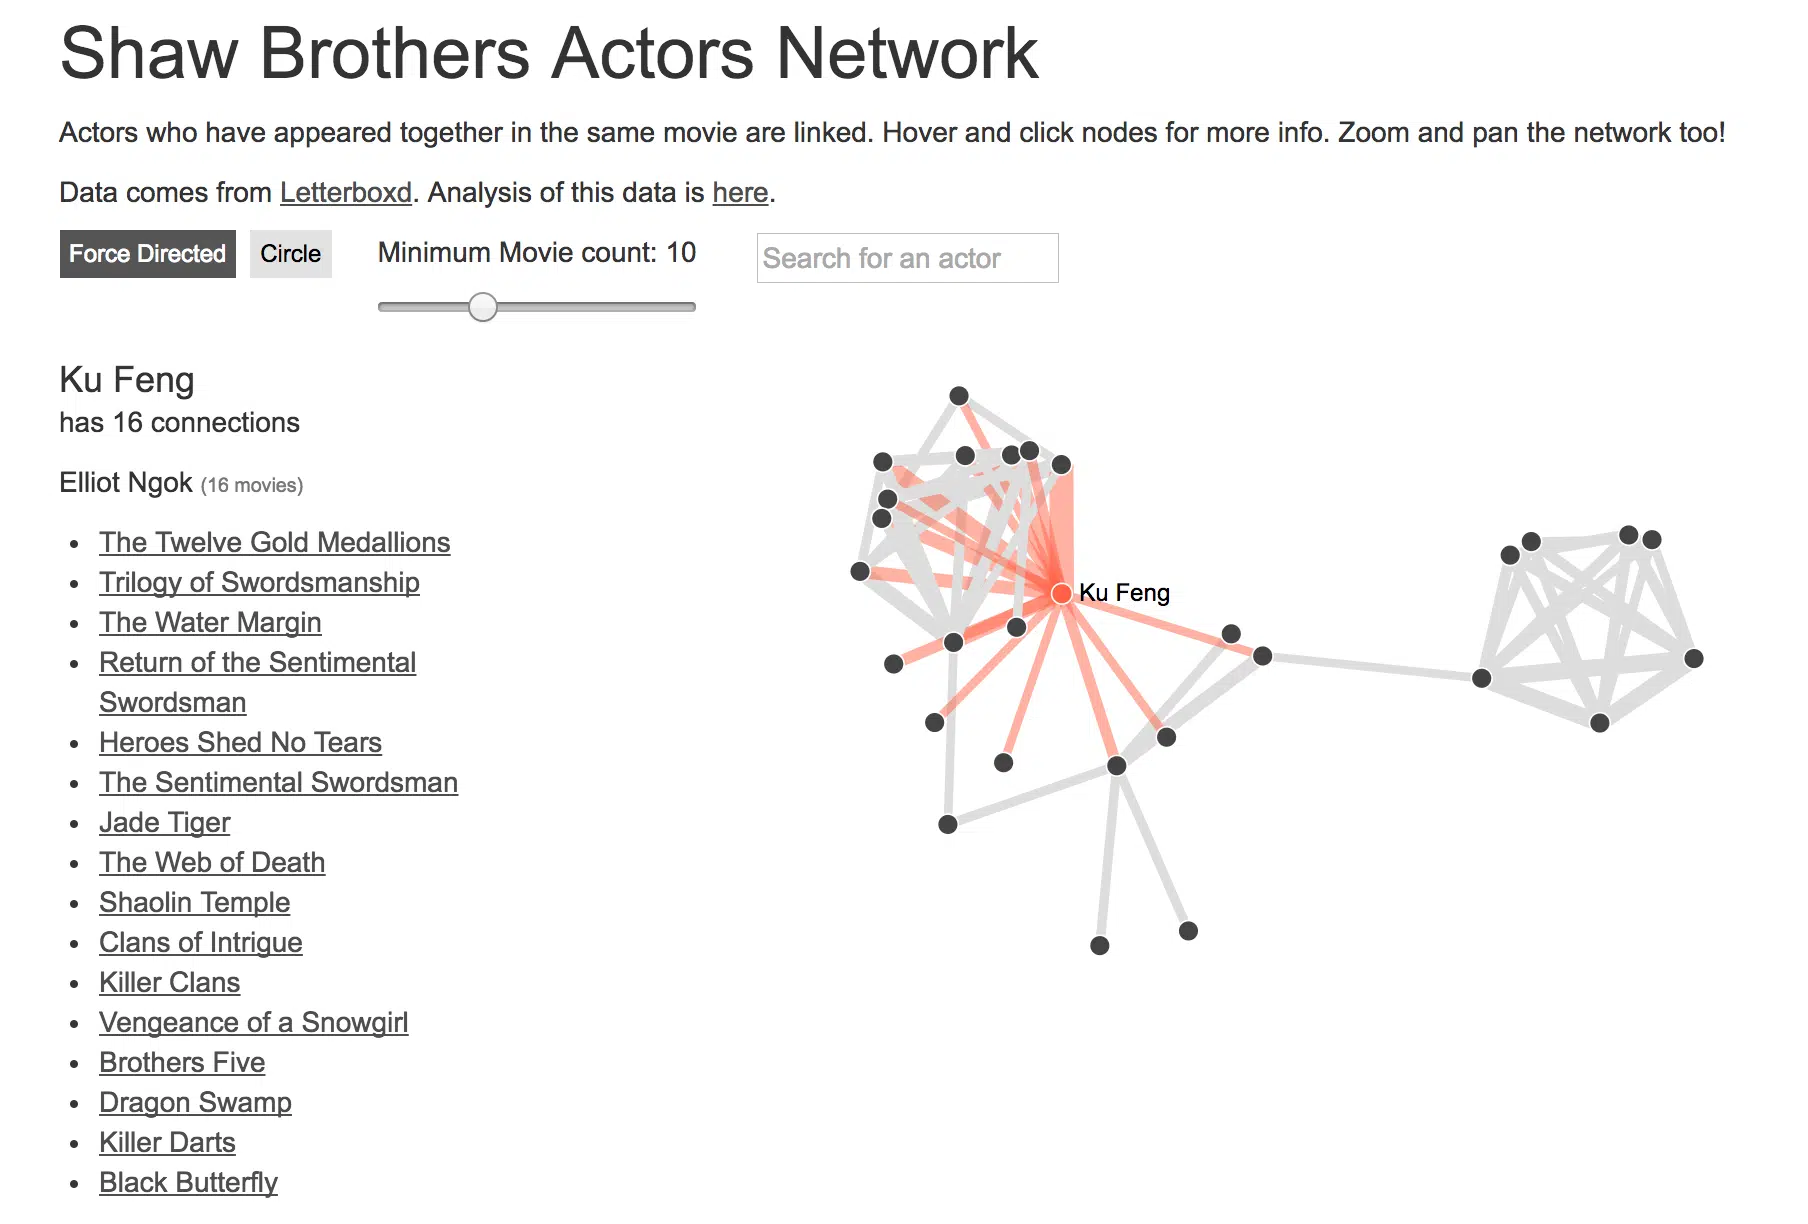 Shaw Brothers Actors Network
Actors who have appeared together in the same movie are linked. Hover and click nodes for more info. Zoom and pan the network too!
Data comes from Letterboxd. Analysis of this data is here.
Force Directed
Circle
Minimum Movie count: 10
Search for an actor
Ku Feng
has 16 connections
Elliot Ngok (16 movies)
The Twelve Gold Medallions
Trilogy of Swordsmanship
The Water Margin
Return of the Sentimental
Swordsman
Heroes Shed No Tears
The Sentimental Swordsman
Jade Tiger
The Web of Death
Shaolin Temple
Clans of Intrigue
Killer Clans
Vengeance of a Snowgirl
Brothers Five
Dragon Swamp
Killer Darts
Black Butterfly
Ku Feng